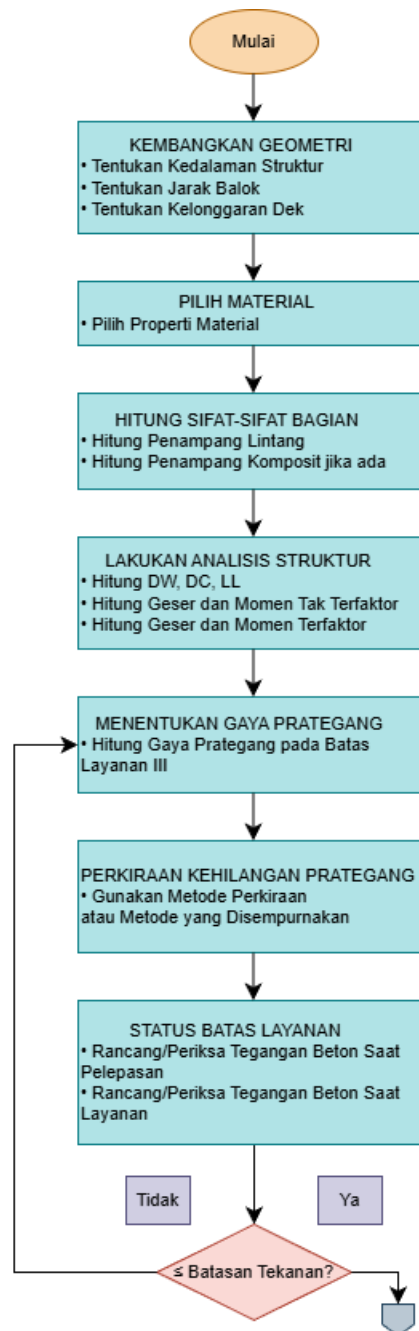 Mulai
KEMBANGKAN GEOMETRI
• Tentukan Kedalaman Struktur
• Tentukan Jarak Balok
• Tentukan Kelonggaran Dek
PILIH MATERIAL
• Pilih Properti Material
HITUNG SIFAT-SIFAT BAGIAN
• Hitung Penampang Lintang
• Hitung Penampang Komposit jika ada
LAKUKAN ANALISIS STRUKTUR
• Hitung DW, DC, LL
• Hitung Geser dan Momen Tak Terfaktor
• Hitung Geser dan Momen Terfaktor
MENENTUKAN GAYA PRATEGANG
• Hitung Gaya Prategang pada Batas
Layanan III
PERKIRAAN KEHILANGAN PRATEGANG
• Gunakan Metode Perkiraan
atau Metode yang Disempurnakan
STATUS BATAS LAYANAN
• Rancang/Periksa Tegangan Beton Saat
Pelepasan
• Rancang/Periksa Tegangan Beton Saat
Layanan
Tidak
Ya
≤ Batasan Tekanan?